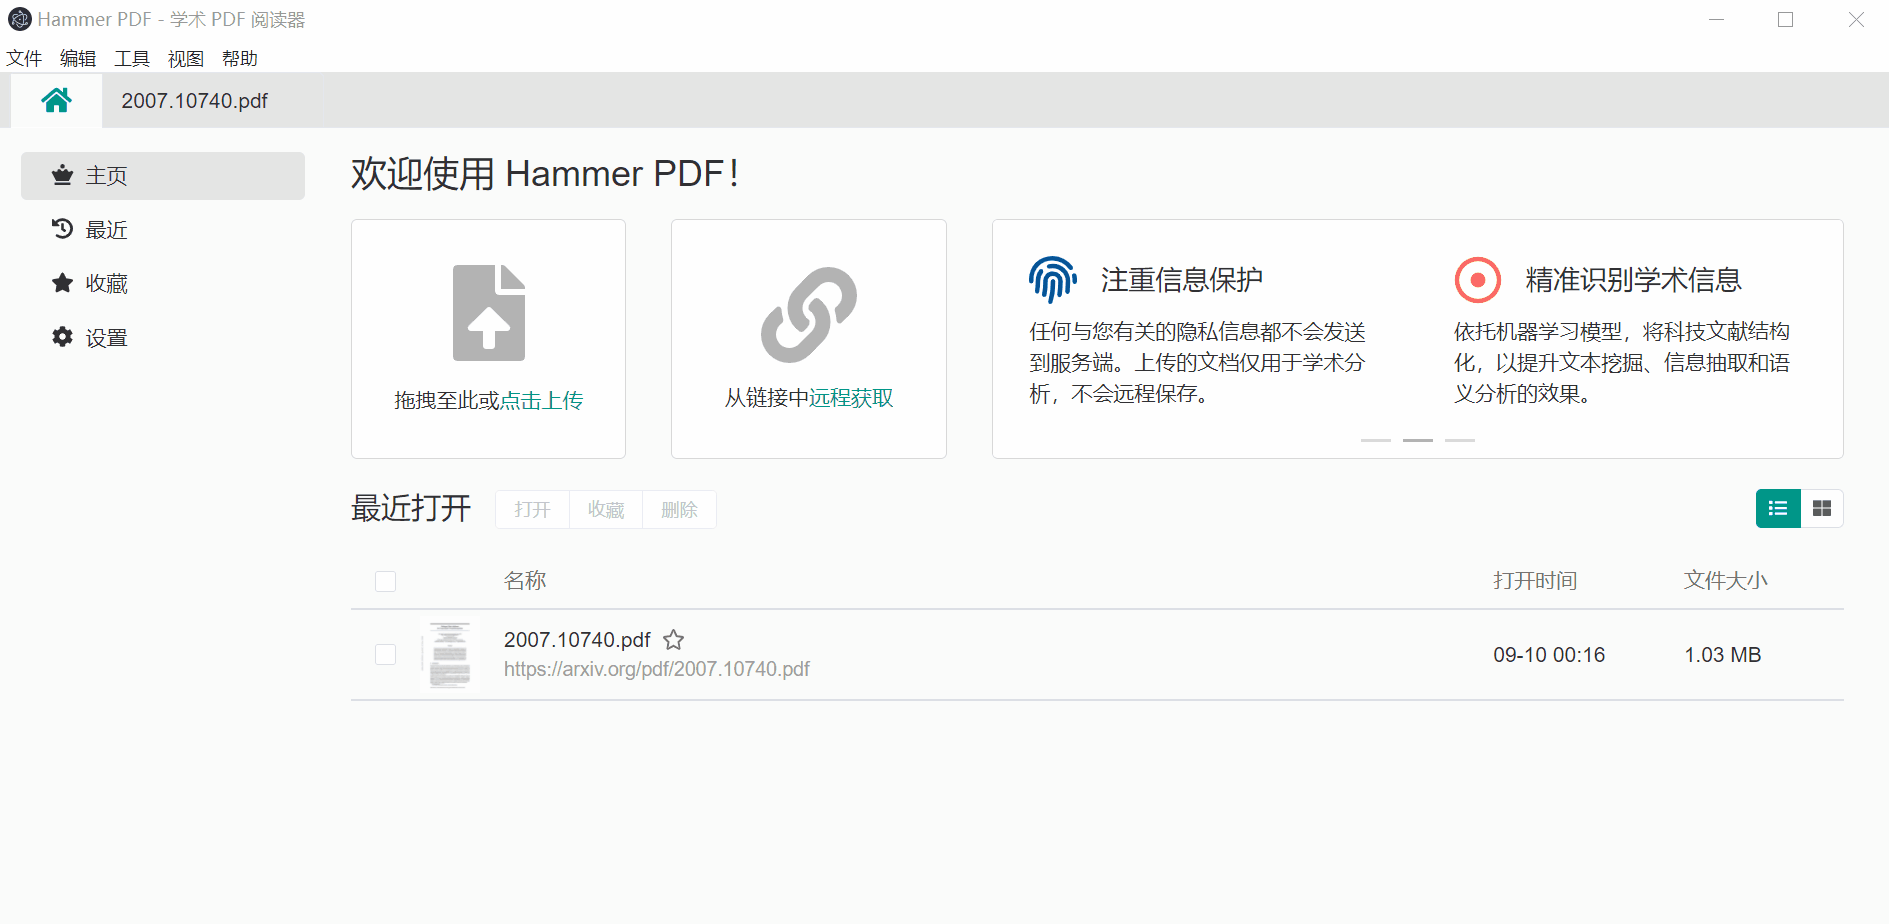 Hammer PDF - 学术 PDF 阅读器
文件 编辑 工具 视图 帮助
2007.10740.pdf
主页
最近
收藏
设置
欢迎使用 Hammer PDF！
拖拽至此或点击上传
从链接中远程获取
注重信息保护
任何与您有关的隐私信息都不会发送
到服务端。上传的文档仅用于学术分
析，不会远程保存。
精准识别学术信息
依托机器学习模型，将科技文献结构
化，以提升文本挖掘、信息抽取和语
义分析的效果。
最近打开 打开 收藏 删除
名称 打开时间 文件大小
2007.10740.pdf
https://arxiv.org/pdf/2007.10740.pdf
09-10 00:16 1.03 MB